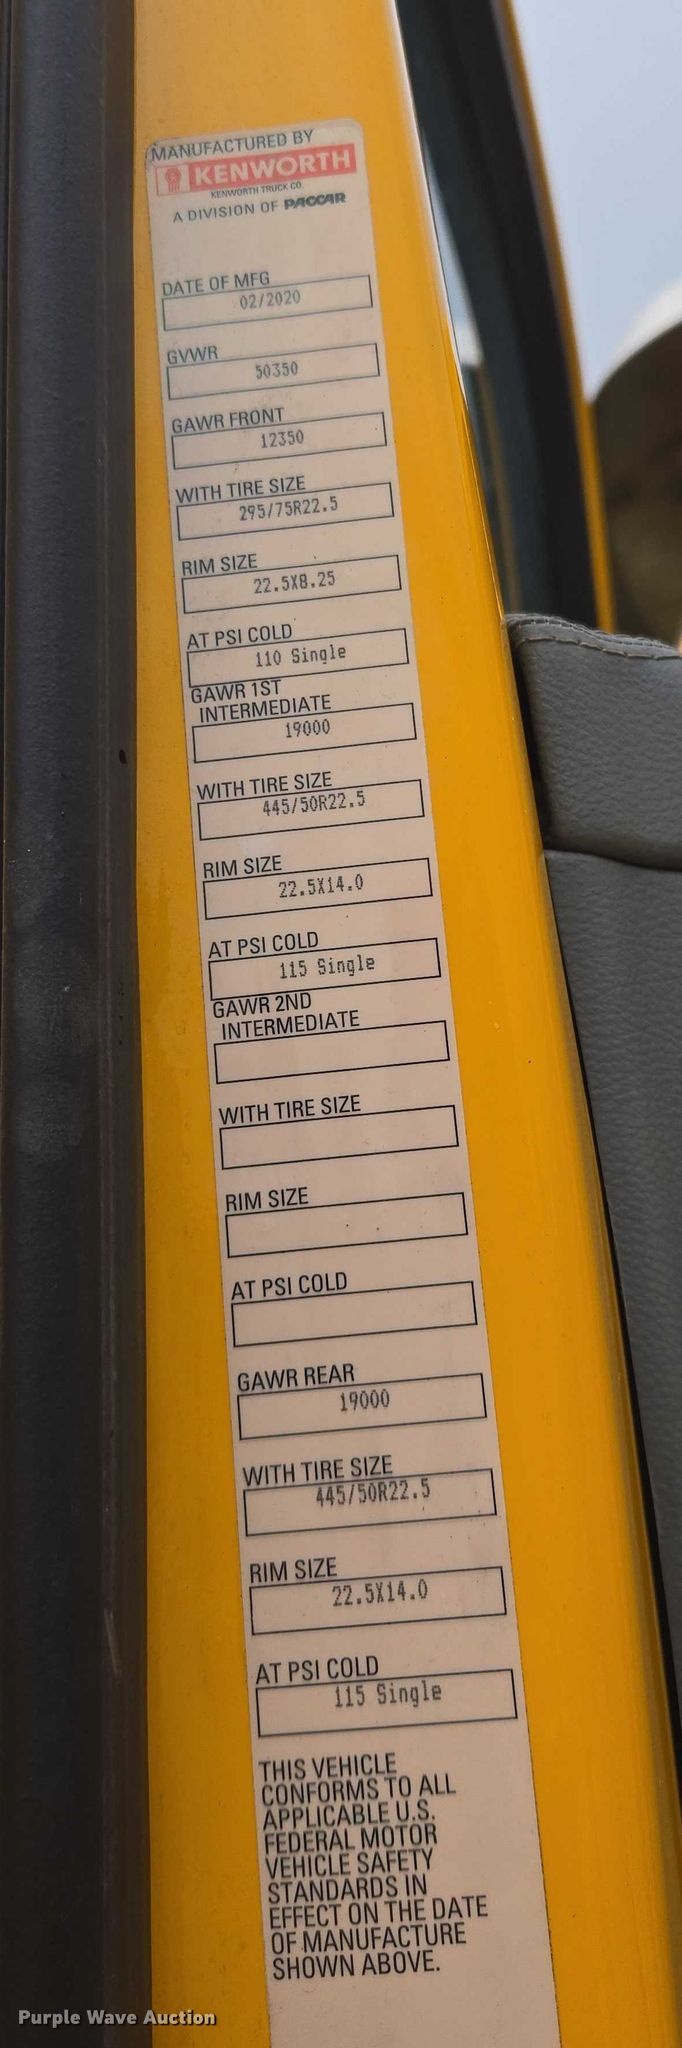 MANUFACTURED BY
KENWORTH
KENWORTH TRUCK CO.
A DIVISION OF PACCAR
DATE OF MFG
02/2020
GVWR
50350
GAWR FRONT
12350
WITH TIRE SIZE
295/75R22.5
RIM SIZE
22.5X8.25
AT PSI COLD
110 Single
GAWR 1ST
INTERMEDIATE
19000
WITH TIRE SIZE
445/50R22.5
RIM SIZE
22.5X14.0
AT PSI COLD
115 Single
GAWR 2ND
INTERMEDIATE
WITH TIRE SIZE
RIM SIZE
AT PSI COLD
GAWR REAR
19000
WITH TIRE SIZE
445/50R22.5
RIM SIZE
22.5X14.0
AT PSI COLD
115 Single
THIS VEHICLE
CONFORMS TO ALL
APPLICABLE U.S.
FEDERAL MOTOR
VEHICLE SAFETY
STANDARDS IN
EFFECT ON THE DATE
OF MANUFACTURE
SHOWN ABOVE.
Purple Wave Auction